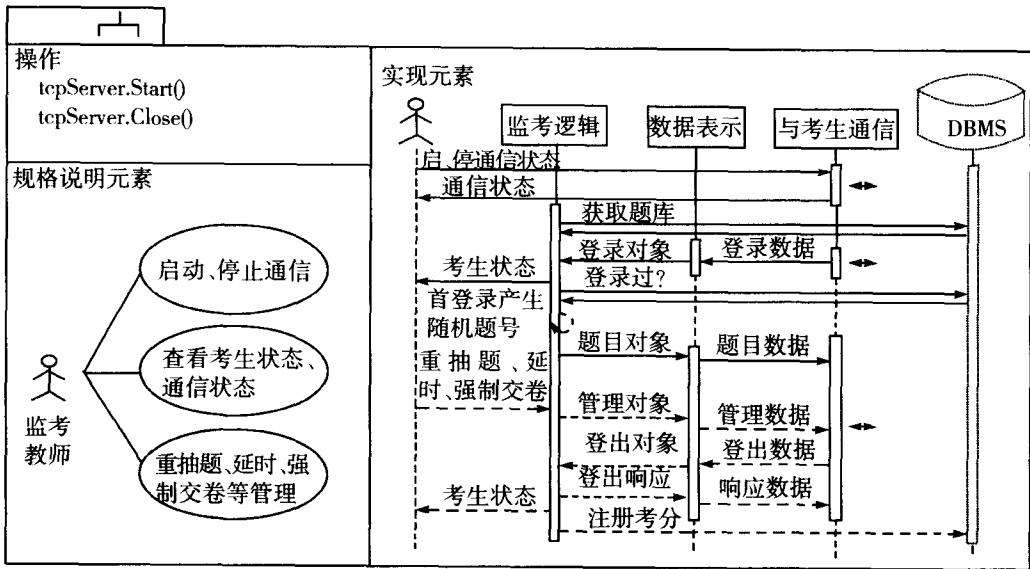 操作
tcpServer.Start()
tcpServer.Close()
规格说明元素
启动、停止通信
查看考生状态、
通信状态
重抽题、延时、强
制交卷等管理
监考
教师
实现元素
监考逻辑
数据表示
与考生通信
DBMS
启、停通信状态
通信状态
获取题库
登录对象
登录数据
考生状态
登录过?
首登录产生
随机题号
题目对象
题目数据
重抽题、延
时、强制交卷
管理对象
管理数据
登出对象
登出数据
登出响应
响应数据
考生状态
注册考分